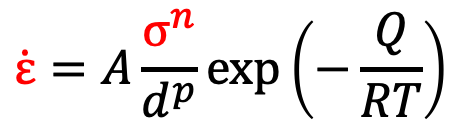 ε̇ = A σⁿ/dᵖ exp(−Q/RT)